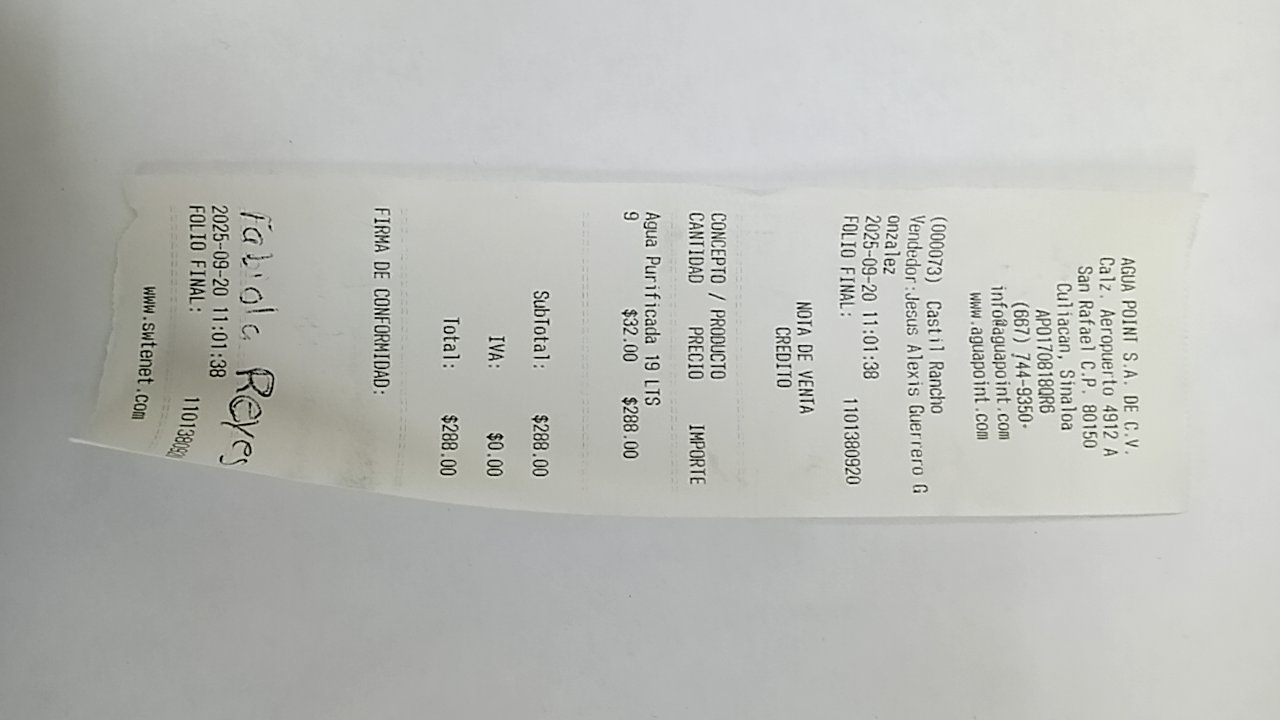 AGUA POINT S.A. DE C.V.
Calz. Aeropuerto 4912 A
San Rafael C.P. 80150
Culiacan, Sinaloa
APO170818QR6
(667) 744-9350-
info@aguapoint.com
www.aguapoint.com
(000073) Castil Rancho
Vendedor:Jesus Alexis Guerrero G
onzalez
2025-09-20 11:01:38
FOLIO FINAL: 1101380920
NOTA DE VENTA
CREDITO
CONCEPTO / PRODUCTO
CANTIDAD PRECIO IMPORTE
Agua Purificada 19 LTS
9 $32.00 $288.00
SubTotal: $288.00
IVA: $0.00
Total: $288.00
FIRMA DE CONFORMIDAD:
Fabiola Reyes
2025-09-20 11:01:38
FOLIO FINAL: 1101380920
www.swtenet.com